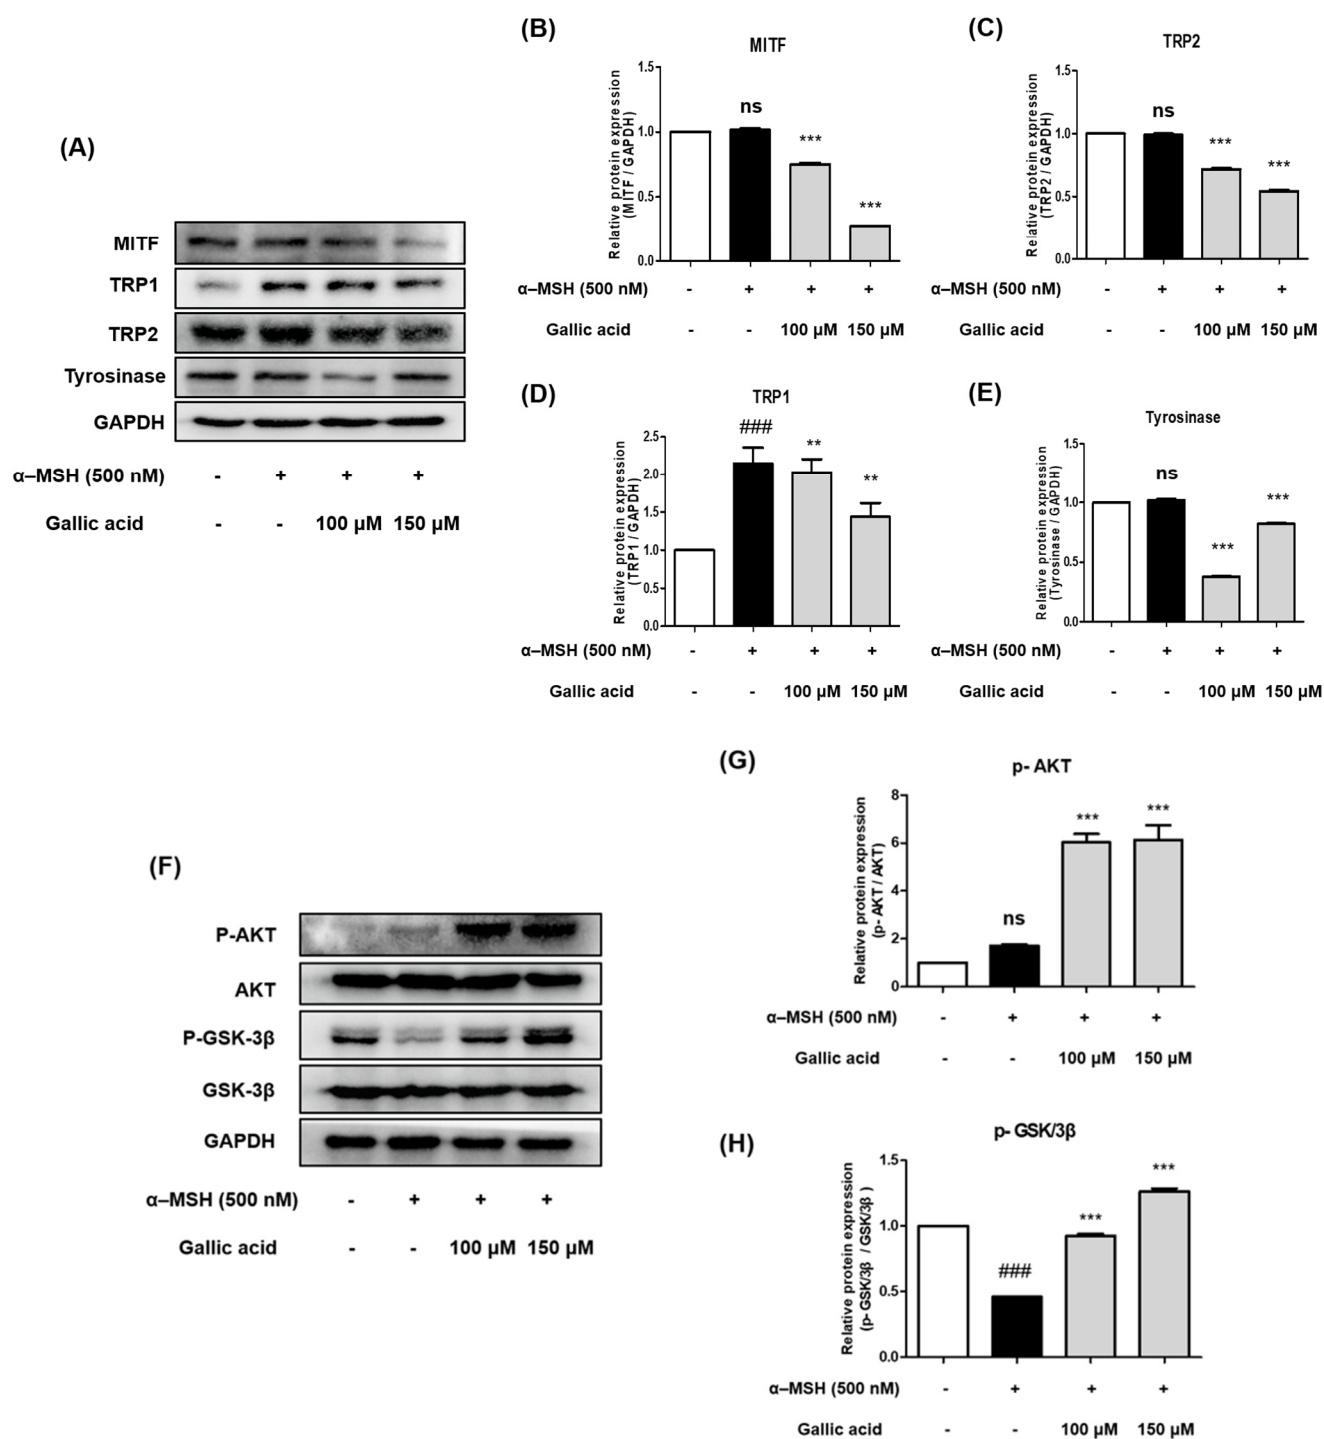 (A)
MITF
TRP1
TRP2
Tyrosinase
GAPDH
α–MSH (500 nM) - + + +
Gallic acid - - 100 μM 150 μM
(B)
MITF
Relative protein expression
(MITF / GAPDH)
1.5
1.0
0.5
0.0
ns
***
***
α–MSH (500 nM) - + + +
Gallic acid - - 100 μM 150 μM
(C)
TRP2
Relative protein expression
(TRP2 / GAPDH)
1.5
1.0
0.5
0.0
ns
***
***
α–MSH (500 nM) - + + +
Gallic acid - - 100 μM 150 μM
(D)
TRP1
Relative protein expression
(TRP1 / GAPDH)
2.5
2.0
1.5
1.0
0.5
0.0
###
**
**
α–MSH (500 nM) - + + +
Gallic acid - - 100 μM 150 μM
(E)
Tyrosinase
Relative protein expression
(Tyrosinase / GAPDH)
1.5
1.0
0.5
0.0
ns
***
***
α–MSH (500 nM) - + + +
Gallic acid - - 100 μM 150 μM
(F)
P-AKT
AKT
P-GSK-3β
GSK-3β
GAPDH
α–MSH (500 nM) - + + +
Gallic acid - - 100 μM 150 μM
(G)
p- AKT
Relative protein expression
(p- AKT / AKT)
8
6
4
2
0
ns
***
***
α–MSH (500 nM) - + + +
Gallic acid - - 100 μM 150 μM
(H)
p- GSK/3β
Relative protein expression
(p- GSK/3β / GSK/3β )
1.5
1.0
0.5
0.0
###
***
***
α–MSH (500 nM) - + + +
Gallic acid - - 100 μM 150 μM